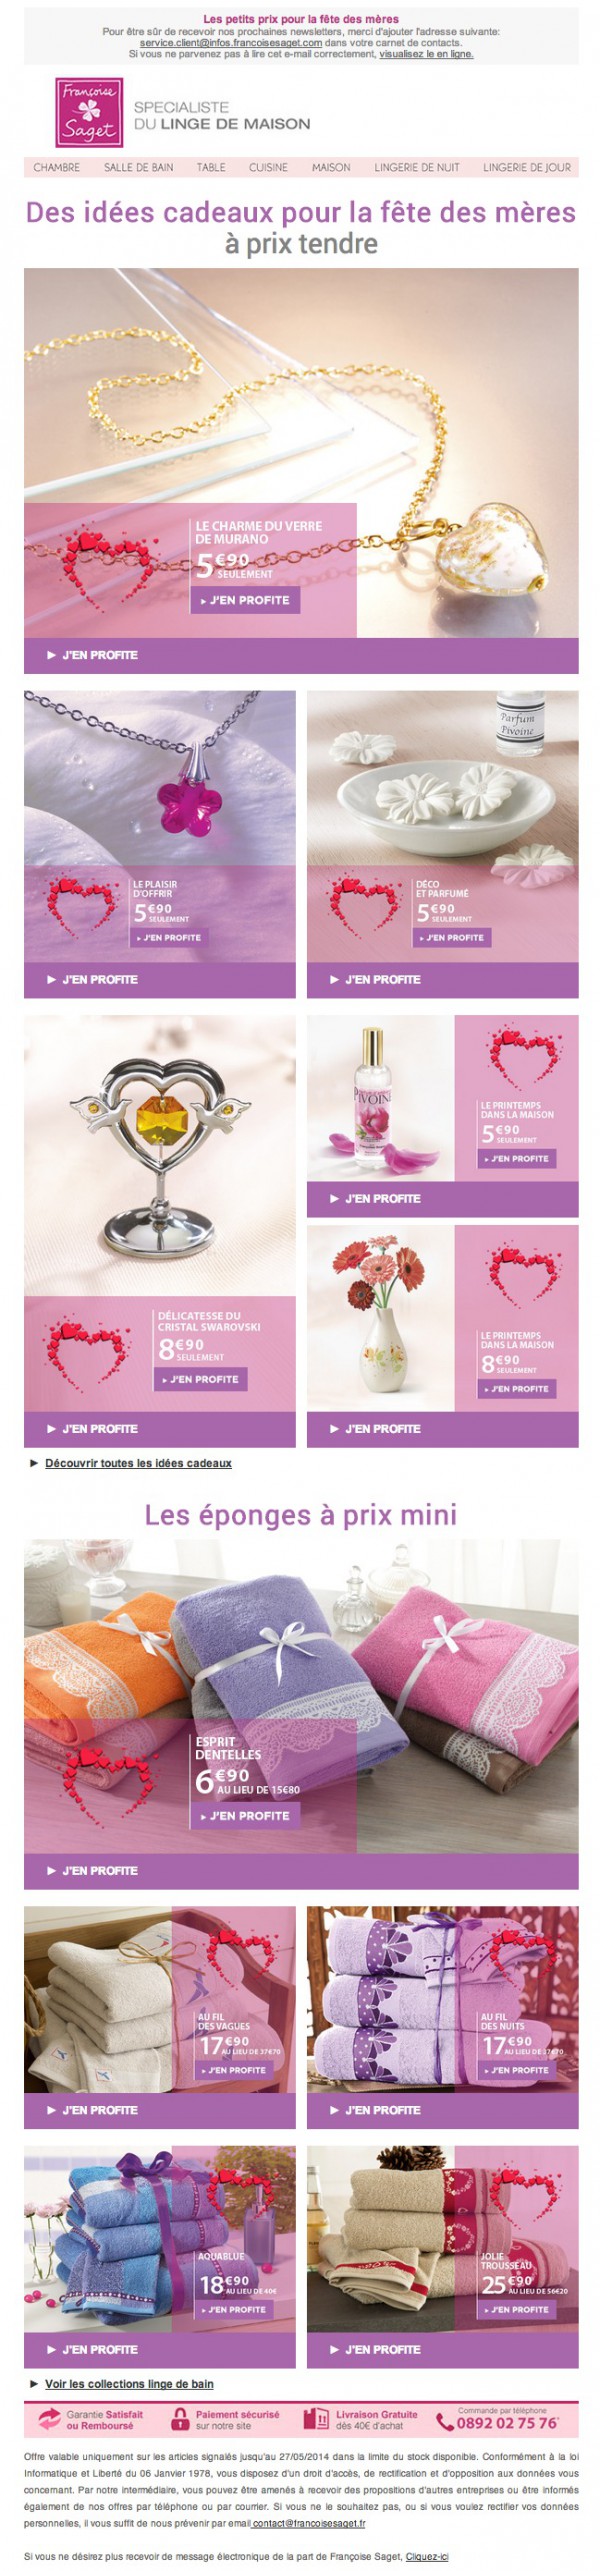 Les petits prix pour la fête des mères
Pour être sûr de recevoir nos prochaines newsletters, merci d'ajouter l'adresse suivante:
service.client@infos.francoisesaget.com dans votre carnet de contacts.
Si vous ne parvenez pas à lire cet e-mail correctement, visualisez le en ligne.
Françoise
Saget
SPECIALISTE
DU LINGE DE MAISON
CHAMBRE SALLE DE BAIN TABLE CUISINE MAISON LINGERIE DE NUIT LINGERIE DE JOUR
Des idées cadeaux pour la fête des mères
à prix tendre
LE CHARME DU VERRE
DE MURANO
5€90
SEULEMENT
▸ J'EN PROFITE
► J'EN PROFITE
LE PLAISIR
D'OFFRIR
5€90
SEULEMENT
▸ J'EN PROFITE
► J'EN PROFITE
Parfum
Pivoine
DÉCO
ET PARFUMÉ
5€90
SEULEMENT
▸ J'EN PROFITE
► J'EN PROFITE
DÉLICATESSE DU
CRISTAL SWAROVSKI
8€90
SEULEMENT
▸ J'EN PROFITE
► J'EN PROFITE
PIVOINE
LE PRINTEMPS
DANS LA MAISON
5€90
SEULEMENT
▸ J'EN PROFITE
► J'EN PROFITE
LE PRINTEMPS
DANS LA MAISON
8€90
SEULEMENT
▸ J'EN PROFITE
► J'EN PROFITE
► Découvrir toutes les idées cadeaux
Les éponges à prix mini
ESPRIT
DENTELLES
6€90
AU LIEU DE 15€80
▸ J'EN PROFITE
► J'EN PROFITE
AU FIL
DES VAGUES
17€90
AU LIEU DE 37€70
▸ J'EN PROFITE
► J'EN PROFITE
AU FIL
DES NUITS
17€90
AU LIEU DE 37€70
▸ J'EN PROFITE
► J'EN PROFITE
AQUABLUE
18€90
AU LIEU DE 40€
▸ J'EN PROFITE
► J'EN PROFITE
JOLIE
TROUSSEAU
25€90
AU LIEU DE 56€20
▸ J'EN PROFITE
► J'EN PROFITE
► Voir les collections linge de bain
Garantie Satisfait
ou Remboursé
Paiement sécurisé
sur notre site
Livraison Gratuite
dès 40€ d'achat
Commande par téléphone
0892 02 75 76*
Offre valable uniquement sur les articles signalés jusqu'au 27/05/2014 dans la limite du stock disponible. Conformément à la loi
Informatique et Liberté du 06 Janvier 1978, vous disposez d'un droit d'accès, de rectification et d'opposition aux données vous
concernant. Par notre intermédiaire, vous pouvez être amenés à recevoir des propositions d'autres entreprises ou être informés
également de nos offres par téléphone ou par courrier. Si vous ne le souhaitez pas, ou si vous voulez rectifier vos données
personnelles, il vous suffit de nous prévenir par email contact@francoisesaget.fr
Si vous ne désirez plus recevoir de message électronique de la part de Françoise Saget, Cliquez-ici